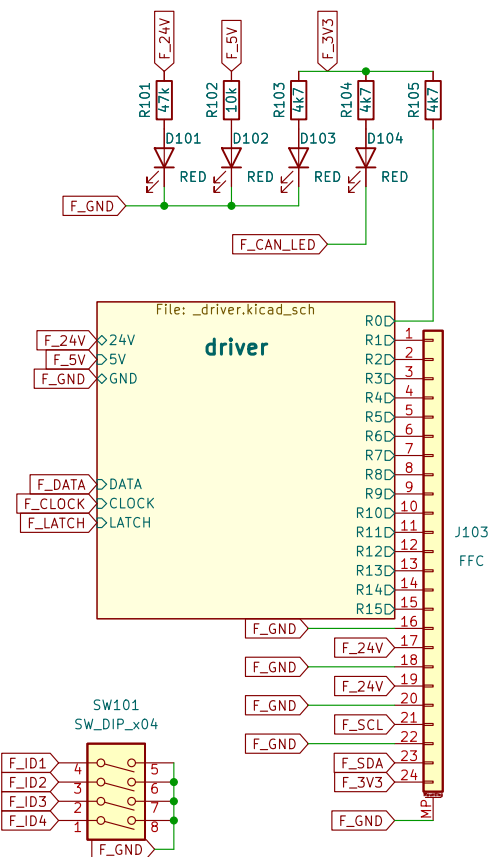 F_24V
F_5V
F_3V3
R101
47k
R102
10k
R103
4k7
R104
4k7
R105
4k7
D101
D102
D103
D104
RED
RED
RED
RED
F_GND
F_CAN_LED
File: _driver.kicad_sch
driver
F_24V
24V
F_5V
5V
F_GND
GND
F_DATA
DATA
F_CLOCK
CLOCK
F_LATCH
LATCH
R0
R1
1
R2
2
R3
3
R4
4
R5
5
R6
6
R7
7
R8
8
R9
9
R10
10
R11
11
R12
12
R13
13
R14
14
R15
15
F_GND
16
F_24V
17
F_GND
18
F_24V
19
F_GND
20
F_SCL
21
F_GND
22
F_SDA
23
F_3V3
24
F_GND
MP
J103
FFC
SW101
SW_DIP_x04
F_ID1
4
5
F_ID2
3
6
F_ID3
2
7
F_ID4
1
8
F_GND